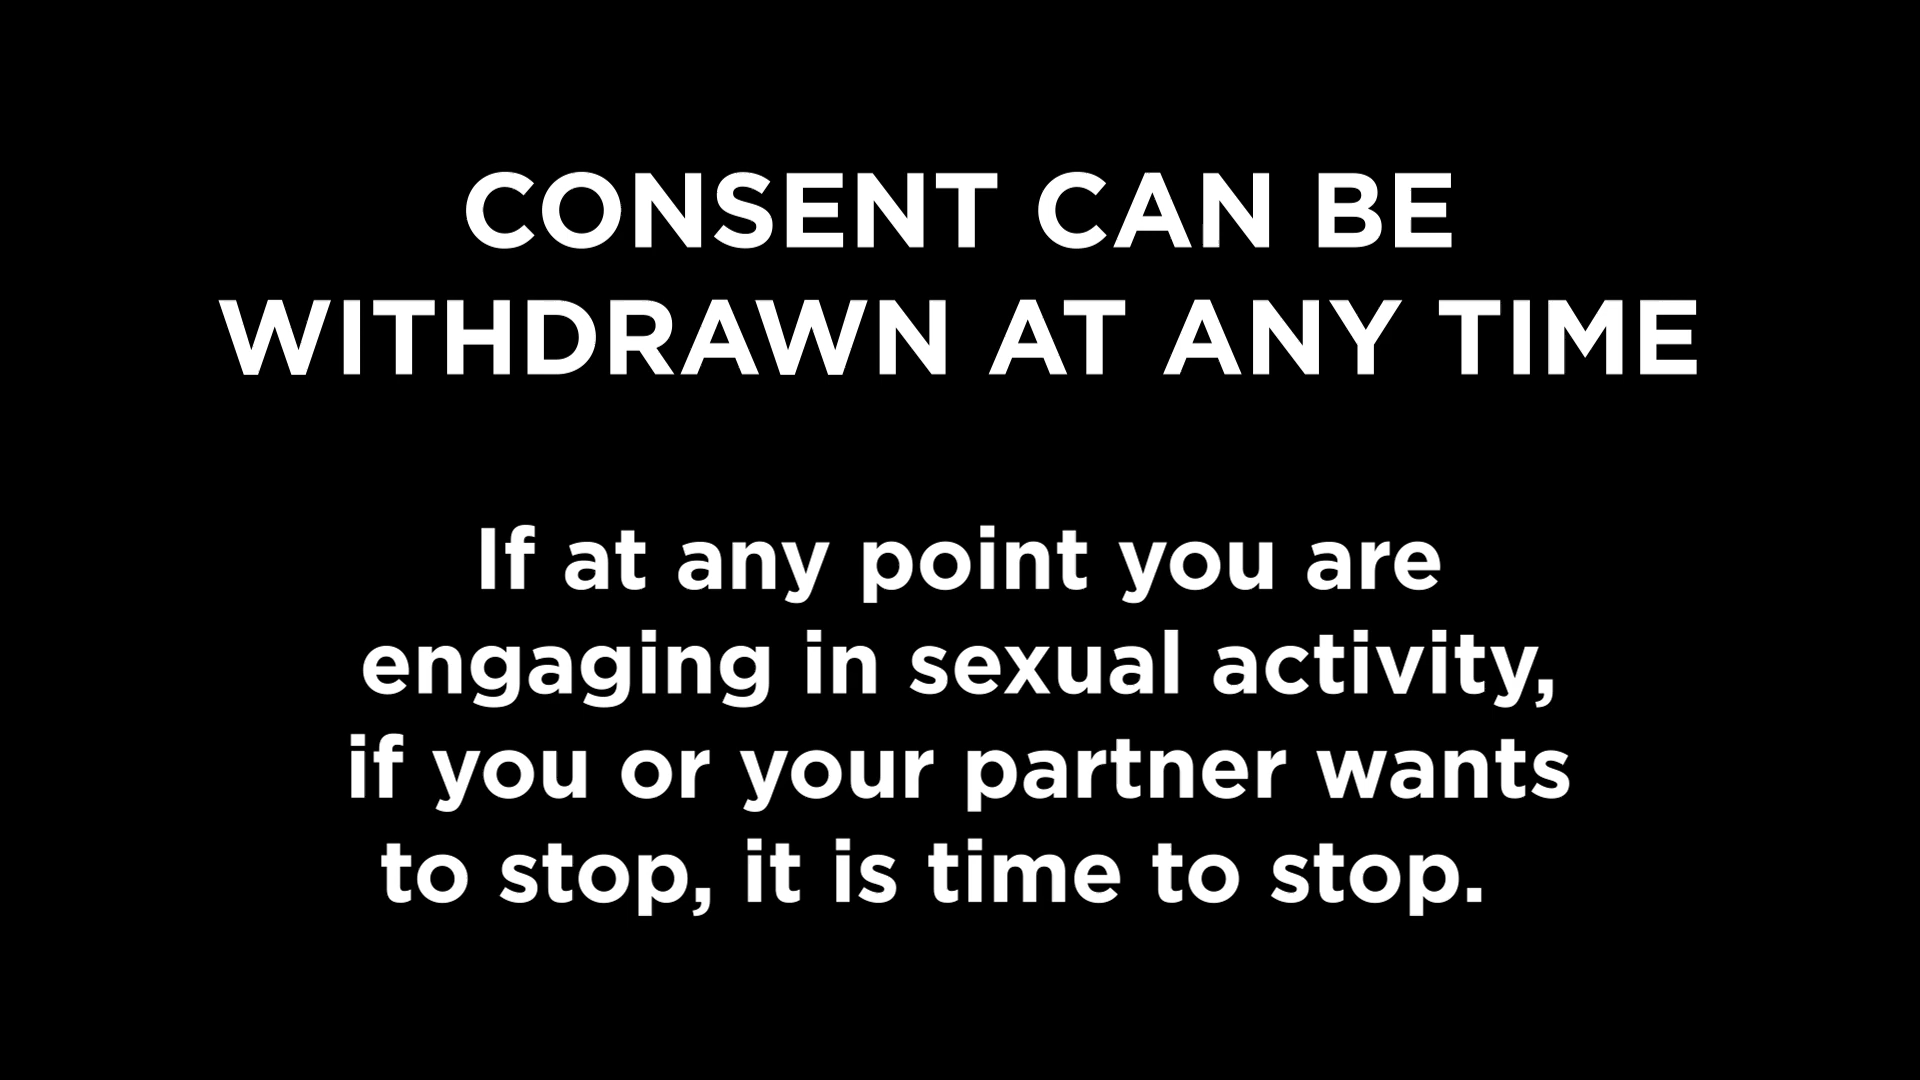 CONSENT CAN BE
WITHDRAWN AT ANY TIME
If at any point you are
engaging in sexual activity,
if you or your partner wants
to stop, it is time to stop.